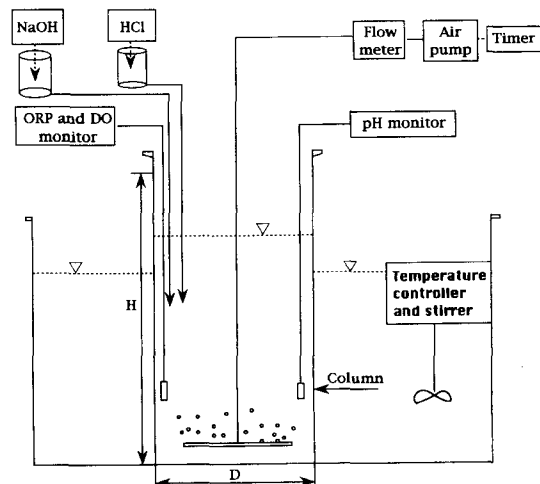 NaOH
HCl
Flow
meter
Air
pump
Timer
ORP and DO
monitor
pH monitor
H
Temperature
controller
and stirrer
Column
D